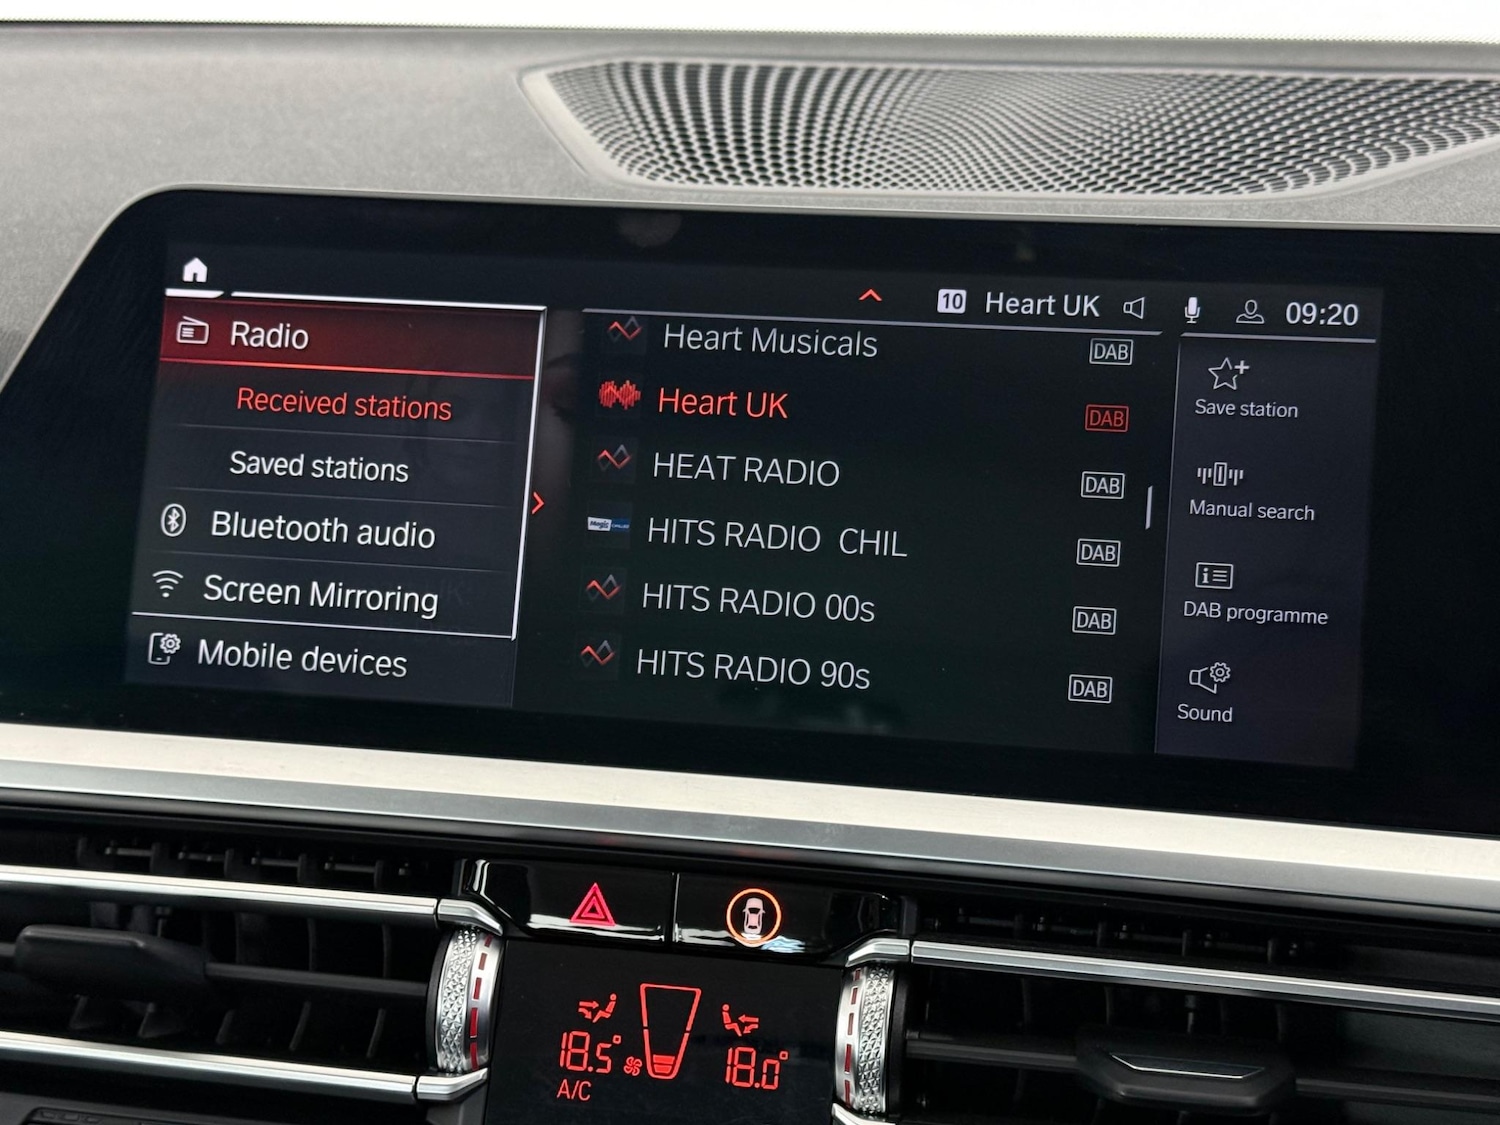 10 Heart UK 09:20
Radio
Received stations
Saved stations
Bluetooth audio
Screen Mirroring
Mobile devices
Heart Musicals DAB
Heart UK DAB
HEAT RADIO DAB
Magic HITS RADIO CHIL DAB
HITS RADIO 00s DAB
HITS RADIO 90s DAB
Save station
Manual search
DAB programme
Sound
18.5° 18.0°
A/C